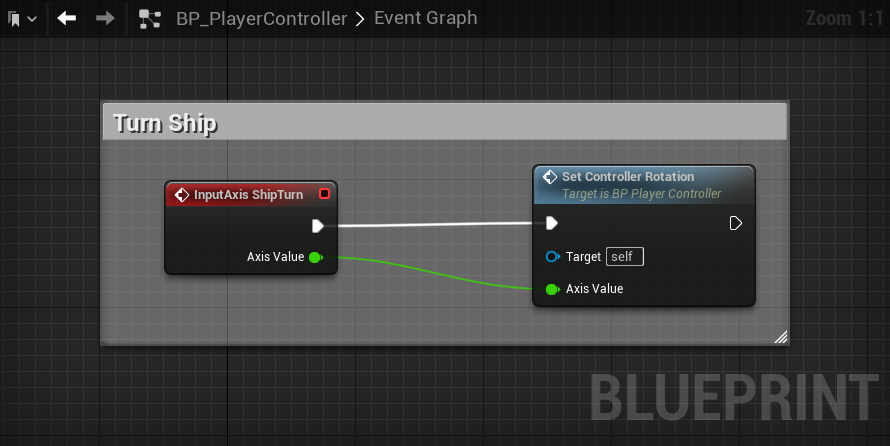 BP_PlayerController > Event Graph
Zoom 1:1
Turn Ship
InputAxis ShipTurn
Axis Value
Set Controller Rotation
Target is BP Player Controller
Target self
Axis Value
BLUEPRINT